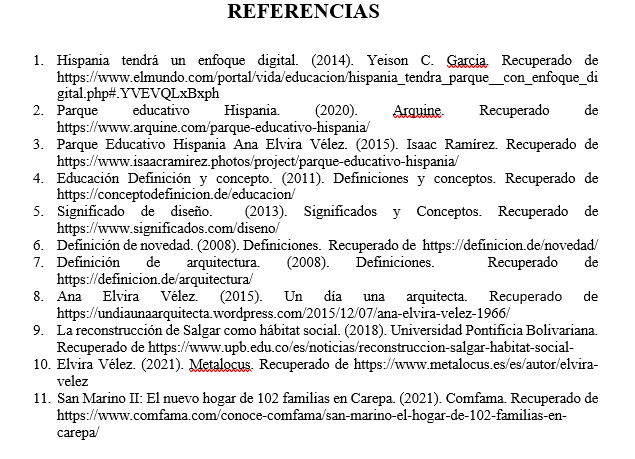 REFERENCIAS
1. Hispania tendrá un enfoque digital. (2014). Yeison C. Garcia. Recuperado de
https://www.elmundo.com/portal/vida/educacion/hispania_tendra_parque__con_enfoque_di
gital.php#.YVEVQLxBxph
2. Parque educativo Hispania. (2020). Arquine. Recuperado de
https://www.arquine.com/parque-educativo-hispania/
3. Parque Educativo Hispania Ana Elvira Vélez. (2015). Isaac Ramírez. Recuperado de
https://www.isaacramirez.photos/project/parque-educativo-hispania/
4. Educación Definición y concepto. (2011). Definiciones y conceptos. Recuperado de
https://conceptodefinicion.de/educacion/
5. Significado de diseño. (2013). Significados y Conceptos. Recuperado de
https://www.significados.com/diseno/
6. Definición de novedad. (2008). Definiciones. Recuperado de https://definicion.de/novedad/
7. Definición de arquitectura. (2008). Definiciones. Recuperado de
https://definicion.de/arquitectura/
8. Ana Elvira Vélez. (2015). Un día una arquitecta. Recuperado de
https://undiaunaarquitecta.wordpress.com/2015/12/07/ana-elvira-velez-1966/
9. La reconstrucción de Salgar como hábitat social. (2018). Universidad Pontificia Bolivariana.
Recuperado de https://www.upb.edu.co/es/noticias/reconstruccion-salgar-habitat-social-
10. Elvira Vélez. (2021). Metalocus. Recuperado de https://www.metalocus.es/es/autor/elvira-
velez
11. San Marino II: El nuevo hogar de 102 familias en Carepa. (2021). Comfama. Recuperado de
https://www.comfama.com/conoce-comfama/san-marino-el-hogar-de-102-familias-en-
carepa/